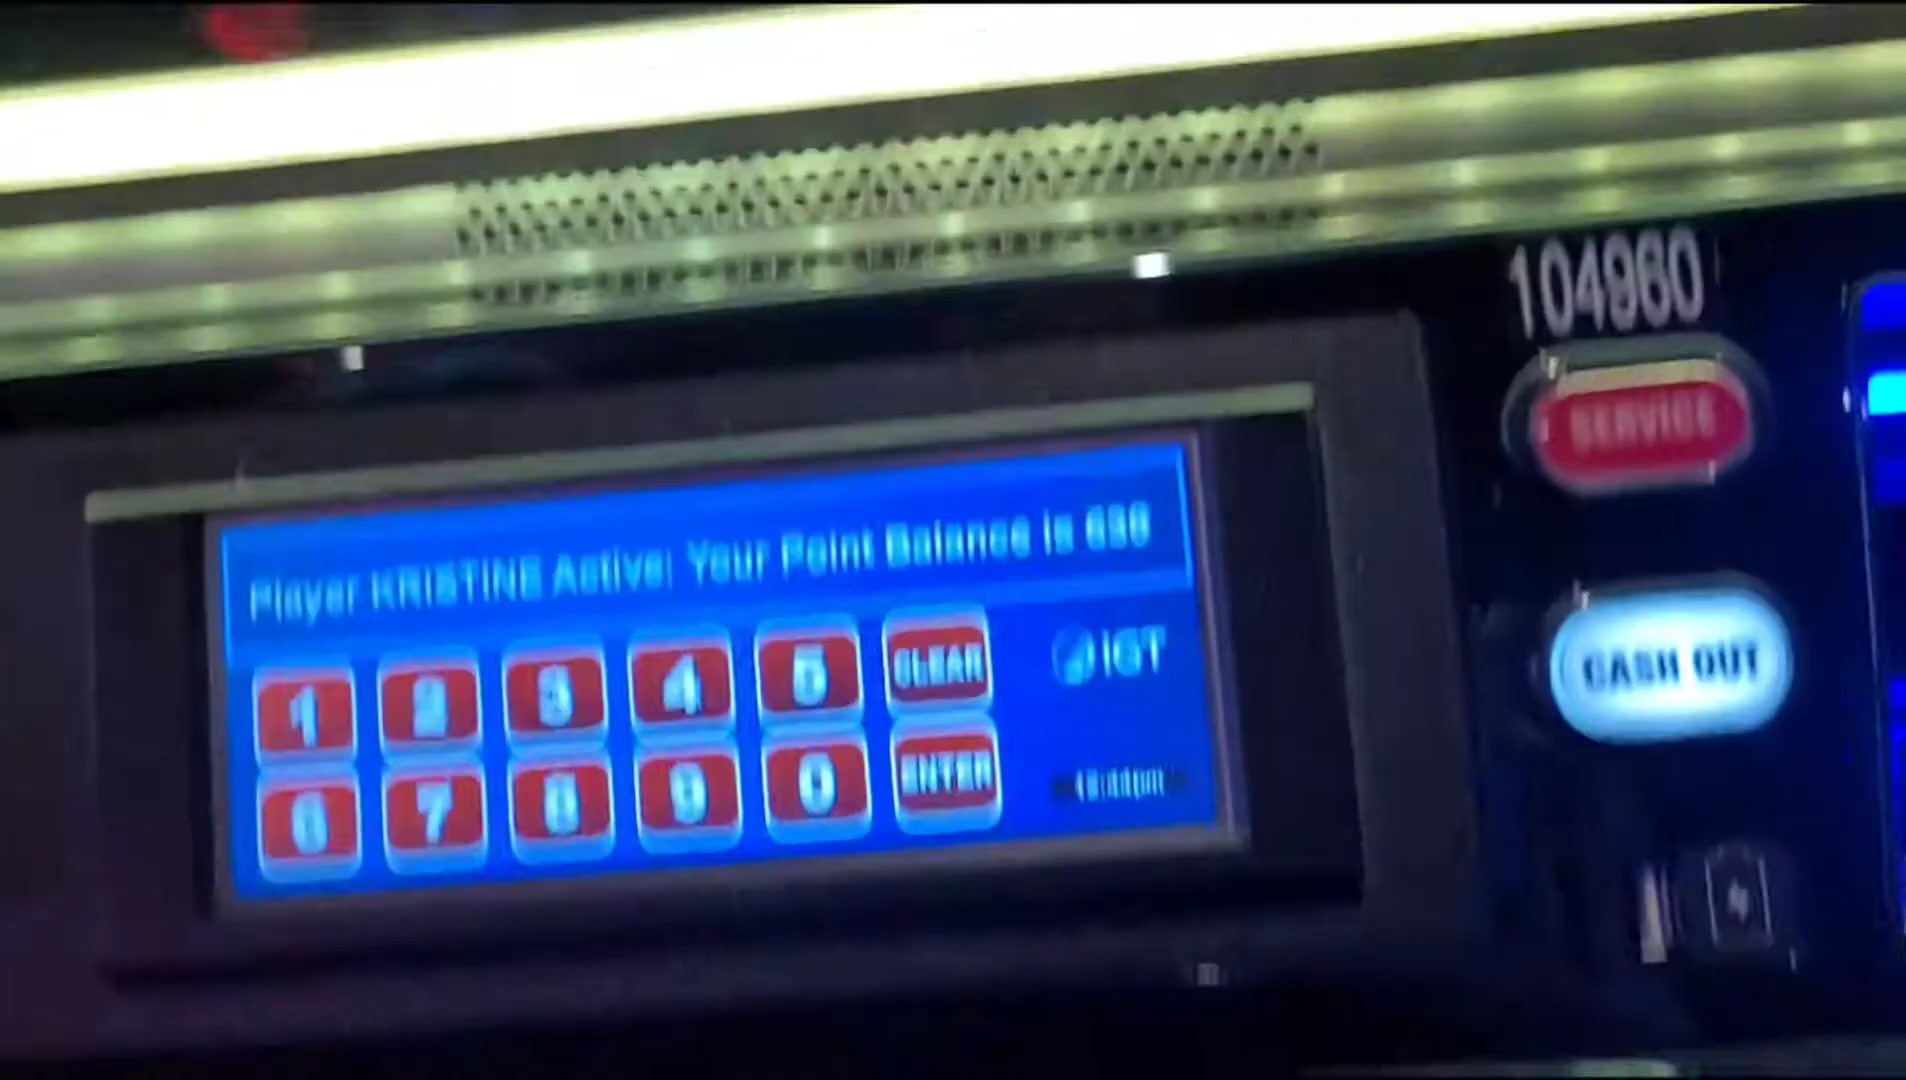 104960
SERVICE
Player KRISTINE Active! Your Point Balance is
1 2 3 4 5 CLEAR
IGT
CASH OUT
6 7 8 9 0 ENTER